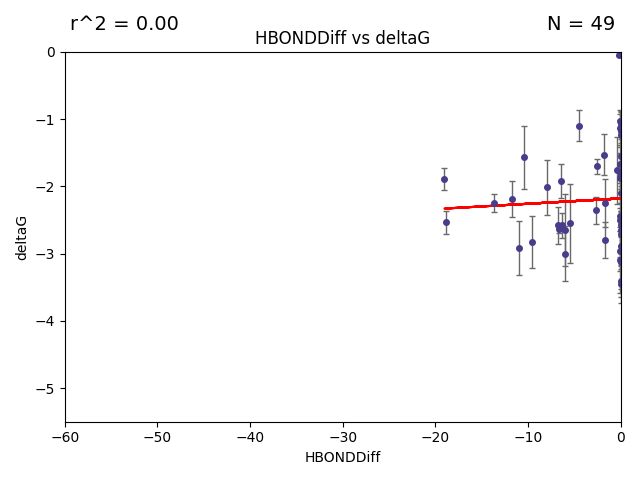 r^2 = 0.00
N = 49
HBONDDiff vs deltaG
0
−1
−2
−3
−4
−5
deltaG
−60 −50 −40 −30 −20 −10 0
HBONDDiff